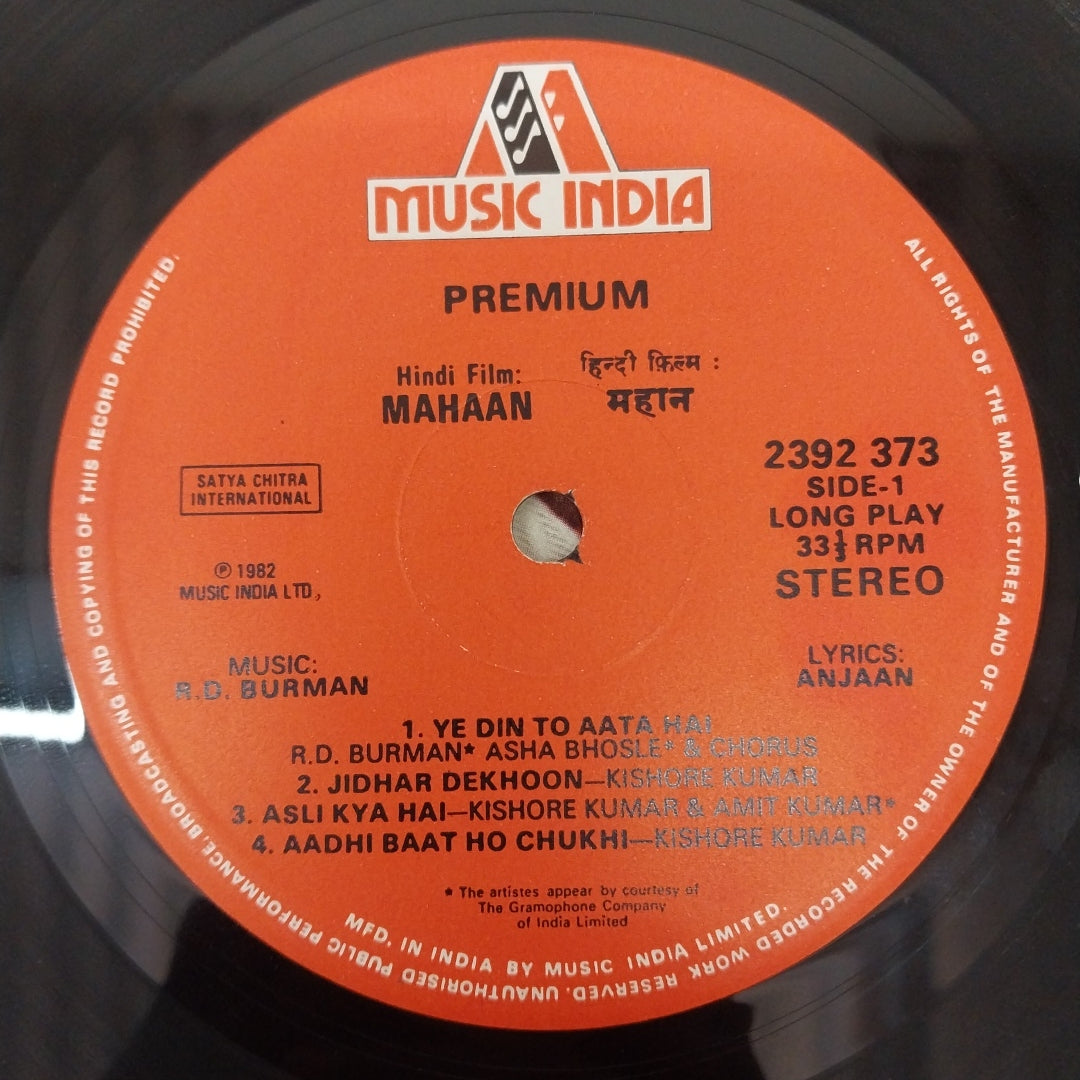 MUSIC INDIA
PREMIUM
Hindi Film:
MAHAAN
हिन्दी फ़िल्म :
महान
SATYA CHITRA
INTERNATIONAL
2392 373
SIDE-1
LONG PLAY
33⅓ RPM
STEREO
Ⓟ 1982
MUSIC INDIA LTD.,
MUSIC:
R.D. BURMAN
LYRICS:
ANJAAN
1. YE DIN TO AATA HAI
R.D. BURMAN* ASHA BHOSLE* & CHORUS
2. JIDHAR DEKHOON—KISHORE KUMAR
3. ASLI KYA HAI—KISHORE KUMAR & AMIT KUMAR*
4. AADHI BAAT HO CHUKHI—KISHORE KUMAR
* The artistes appear by courtesy of
The Gramophone Company
of India Limited
MFD. IN INDIA BY MUSIC INDIA LIMITED.
ALL RIGHTS OF THE MANUFACTURER AND OF THE OWNER OF THE RECORDED WORK RESERVED. UNAUTHORISED PUBLIC PERFORMANCE, BROADCASTING AND COPYING OF THIS RECORD PROHIBITED.